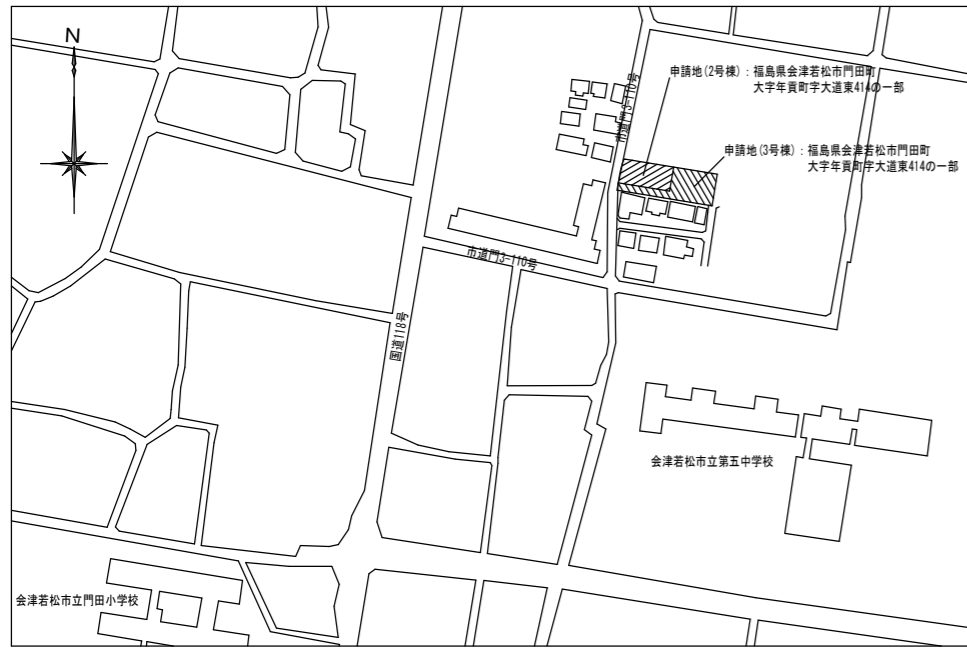 N
申請地(2号棟)：福島県会津若松市門田町
大字年貢町字大道東414の一部
市道門3-110号
申請地(3号棟)：福島県会津若松市門田町
大字年貢町字大道東414の一部
市道門3-110号
国道118号
会津若松市立第五中学校
会津若松市立門田小学校